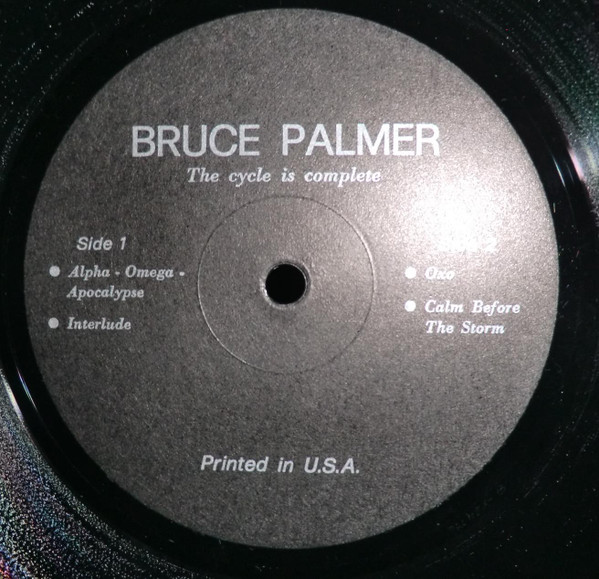 BRUCE PALMER
The cycle is complete
Side 1
Alpha - Omega -
Apocalypse
Interlude
Oxo
Calm Before
The Storm
Printed in U.S.A.